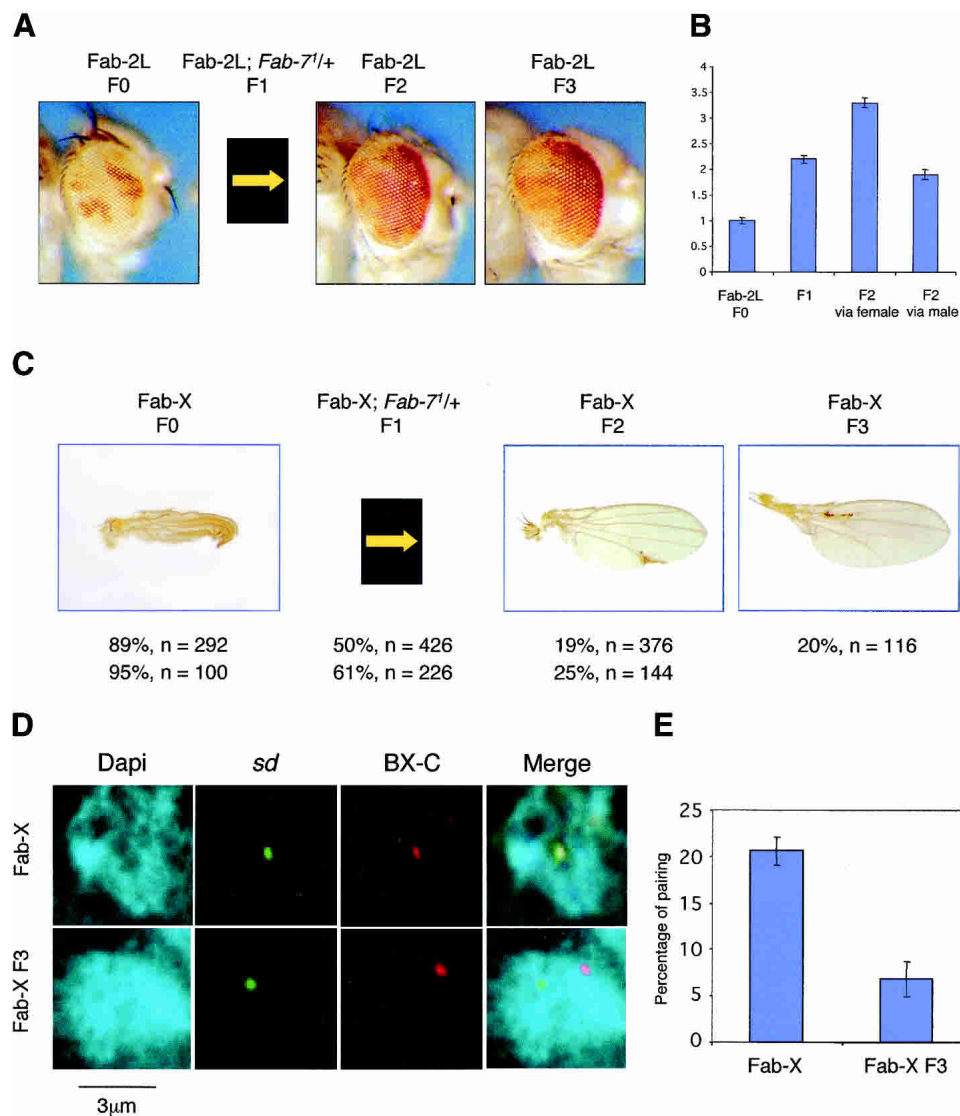 A
Fab-2L
F0
Fab-2L; Fab-7¹/+
F1
Fab-2L
F2
Fab-2L
F3
B
4
3.5
3
2.5
2
1.5
1
0.5
0
Fab-2L
F0
F1
F2
via female
F2
via male
C
Fab-X
F0
Fab-X; Fab-7¹/+
F1
Fab-X
F2
Fab-X
F3
89%, n = 292
95%, n = 100
50%, n = 426
61%, n = 226
19%, n = 376
25%, n = 144
20%, n = 116
D
Dapi
sd
BX-C
Merge
Fab-X
Fab-X F3
3μm
E
Percentage of pairing
25
20
15
10
5
0
Fab-X
Fab-X F3